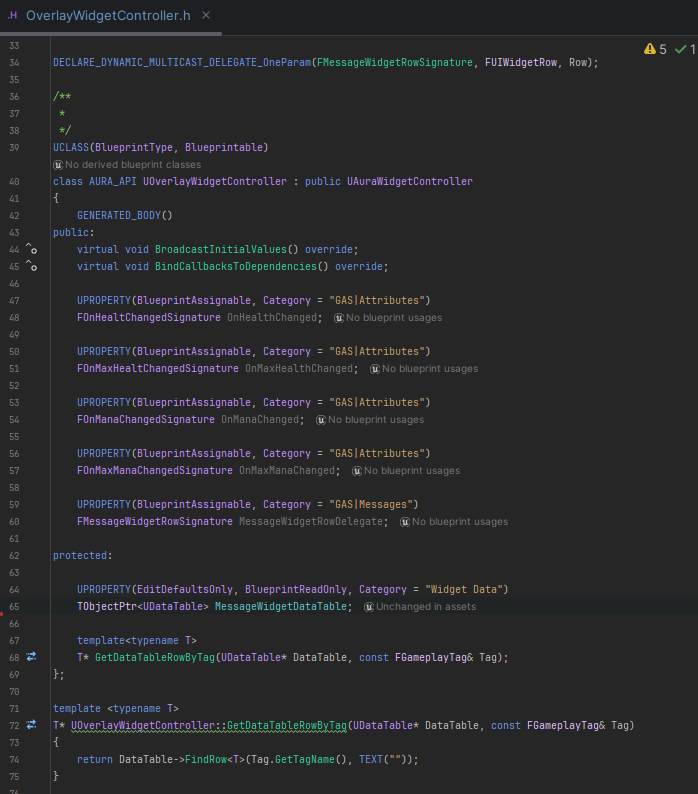 .H OverlayWidgetController.h ×
33
5 1
34 DECLARE_DYNAMIC_MULTICAST_DELEGATE_OneParam(FMessageWidgetRowSignature, FUIWidgetRow, Row);
35
36 /**
37 *
38 */
39 UCLASS(BlueprintType, Blueprintable)
No derived blueprint classes
40 class AURA_API UOverlayWidgetController : public UAuraWidgetController
41 {
42 GENERATED_BODY()
43 public:
44 virtual void BroadcastInitialValues() override;
45 virtual void BindCallbacksToDependencies() override;
46
47 UPROPERTY(BlueprintAssignable, Category = "GAS|Attributes")
48 FOnHealtChangedSignature OnHealthChanged; No blueprint usages
49
50 UPROPERTY(BlueprintAssignable, Category = "GAS|Attributes")
51 FOnMaxHealtChangedSignature OnMaxHealthChanged; No blueprint usages
52
53 UPROPERTY(BlueprintAssignable, Category = "GAS|Attributes")
54 FOnManaChangedSignature OnManaChanged; No blueprint usages
55
56 UPROPERTY(BlueprintAssignable, Category = "GAS|Attributes")
57 FOnMaxManaChangedSignature OnMaxManaChanged; No blueprint usages
58
59 UPROPERTY(BlueprintAssignable, Category = "GAS|Messages")
60 FMessageWidgetRowSignature MessageWidgetRowDelegate; No blueprint usages
61
62 protected:
63
64 UPROPERTY(EditDefaultsOnly, BlueprintReadOnly, Category = "Widget Data")
65 TObjectPtr<UDataTable> MessageWidgetDataTable; Unchanged in assets
66
67 template<typename T>
68 T* GetDataTableRowByTag(UDataTable* DataTable, const FGameplayTag& Tag);
69 };
70
71 template <typename T>
72 T* UOverlayWidgetController::GetDataTableRowByTag(UDataTable* DataTable, const FGameplayTag& Tag)
73 {
74 return DataTable->FindRow<T>(Tag.GetTagName(), TEXT(""));
75 }
76